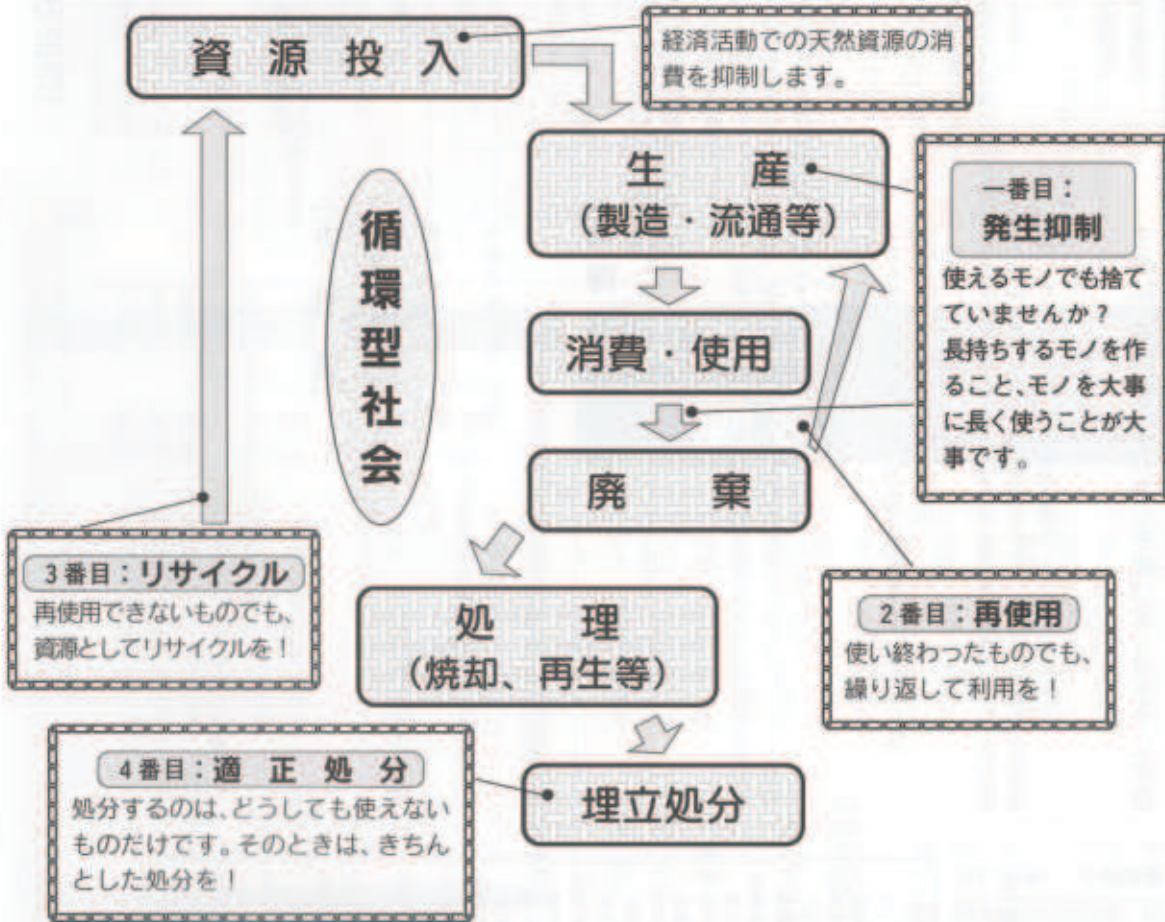 資源投入
経済活動での天然資源の消
費を抑制します。
生産
（製造・流通等）
一番目：
発生抑制
使えるモノでも捨て
ていませんか？
長持ちするモノを作
ること、モノを大事
に長く使うことが大
事です。
循環型社会
消費・使用
廃棄
3番目：リサイクル
再使用できないものでも、
資源としてリサイクルを！
処理
（焼却、再生等）
2番目：再使用
使い終わったものでも、
繰り返して利用を！
4番目：適正処分
処分するのは、どうしても使えない
ものだけです。そのときは、きちん
とした処分を！
埋立処分